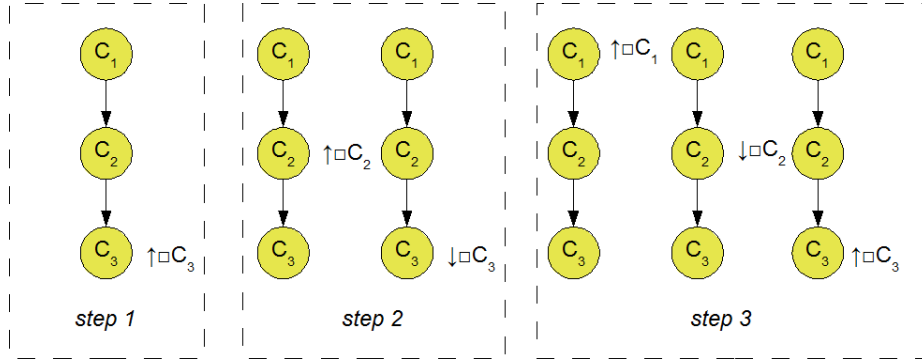 C₁
C₂
C₃ ↑□C₃
step 1
C₁ C₁
C₂ ↑□C₂ C₂
C₃ C₃ ↓□C₃
step 2
C₁ ↑□C₁ C₁ C₁
C₂ C₂ ↓□C₂ C₂
C₃ C₃ C₃ ↑□C₃
step 3